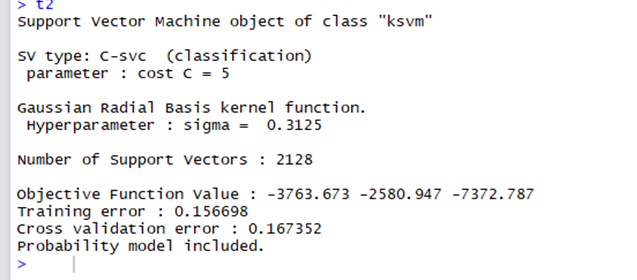 > t2
Support Vector Machine object of class "ksvm"
SV type: C-svc  (classification)
 parameter : cost C = 5
Gaussian Radial Basis kernel function.
 Hyperparameter : sigma =  0.3125
Number of Support Vectors : 2128
Objective Function Value : -3763.673 -2580.947 -7372.787
Training error : 0.156698
Cross validation error : 0.167352
Probability model included.
>